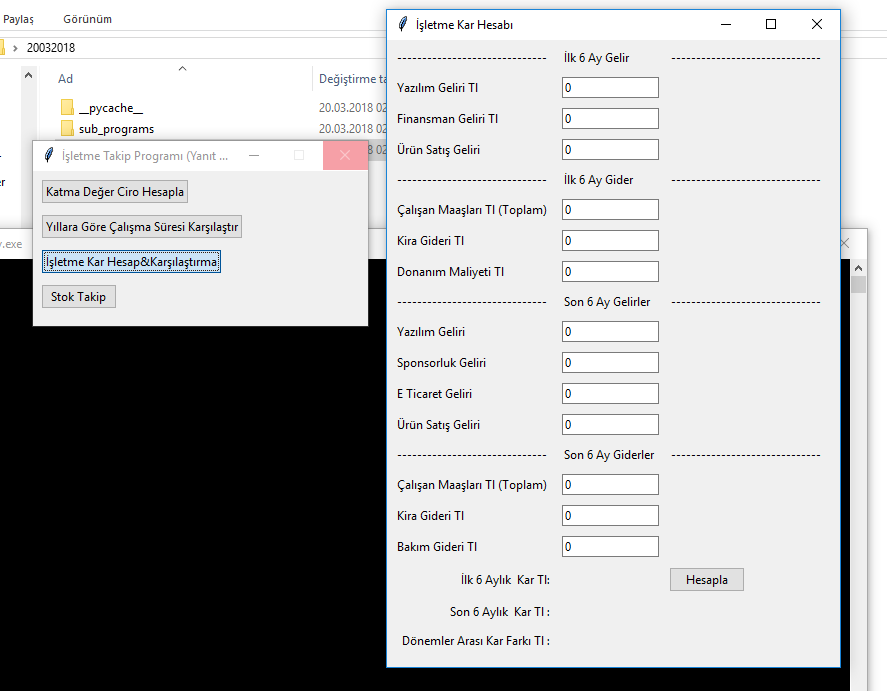 Paylaş Görünüm
20032018
Ad Değiştirme ta
__pycache__ 20.03.2018 02
sub_programs 20.03.2018 02
İşletme Takip Programı (Yanıt ...
Katma Değer Ciro Hesapla
Yıllara Göre Çalışma Süresi Karşılaştır
İşletme Kar Hesap&Karşılaştırma
Stok Takip
İşletme Kar Hesabı
------------------------------ İlk 6 Ay Gelir ------------------------------
Yazılım Geliri Tl 0
Finansman Geliri Tl 0
Ürün Satış Geliri 0
------------------------------ İlk 6 Ay Gider ------------------------------
Çalışan Maaşları Tl (Toplam) 0
Kira Gideri Tl 0
Donanım Maliyeti Tl 0
------------------------------ Son 6 Ay Gelirler ------------------------------
Yazılım Geliri 0
Sponsorluk Geliri 0
E Ticaret Geliri 0
Ürün Satış Geliri 0
------------------------------ Son 6 Ay Giderler ------------------------------
Çalışan Maaşları Tl (Toplam) 0
Kira Gideri Tl 0
Bakım Gideri Tl 0
İlk 6 Aylık Kar Tl: Hesapla
Son 6 Aylık Kar Tl :
Dönemler Arası Kar Farkı Tl :